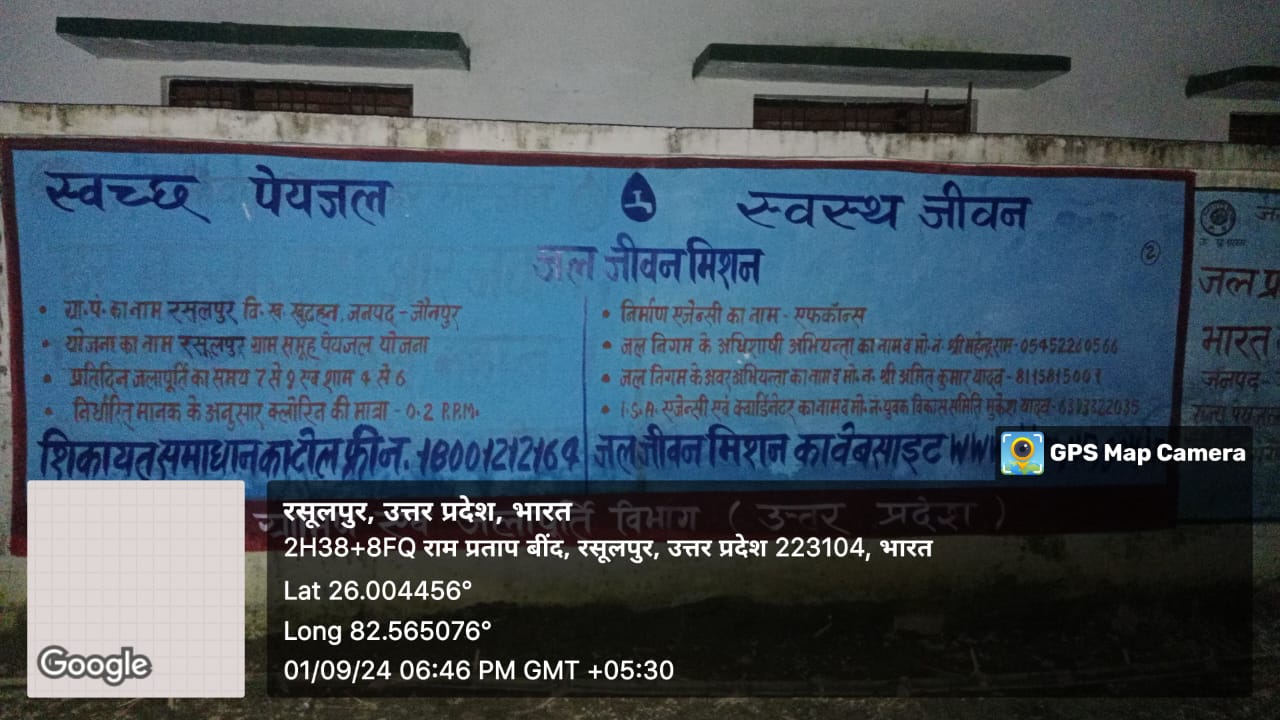 स्वच्छ पेयजल
स्वस्थ जीवन
जल जीवन मिशन
2
• ग्रा.पं. का नाम रसूलपुर वि.ख. खुटहन, जनपद - जौनपुर
• योजना का नाम रसूलपुर ग्राम समूह पेयजल योजना
• प्रतिदिन जलापूर्ति का समय 7 से 9 एवं शाम 4 से 6
• निर्धारित मानक के अनुसार क्लोरिन की मात्रा - 0.2 P.P.M.
शिकायत समाधान का टोल फ्री नं. 18001212164
• निर्माण एजेन्सी का नाम - एफकॉन्स
• जल निगम के अधिशाषी अभियन्ता का नाम व मो.नं. श्री महेन्द्र राम - 05452260566
• जल निगम के अवर अभियन्ता का नाम व मो.नं. श्री अमित कुमार यादव - 8115815001
• I.S.A. एजेन्सी एवं क्वार्डिनेटर का नाम व मो.नं. युवक विकास समिति मुकेश यादव - 6393322035
जल जीवन मिशन का वेबसाइट
जलापूर्ति विभाग ( उत्तर प्रदेश )
जल प्र
भारत
जनपद -
GPS Map Camera
रसूलपुर, उत्तर प्रदेश, भारत
2H38+8FQ राम प्रताप बींद, रसूलपुर, उत्तर प्रदेश 223104, भारत
Lat 26.004456°
Long 82.565076°
01/09/24 06:46 PM GMT +05:30
Google